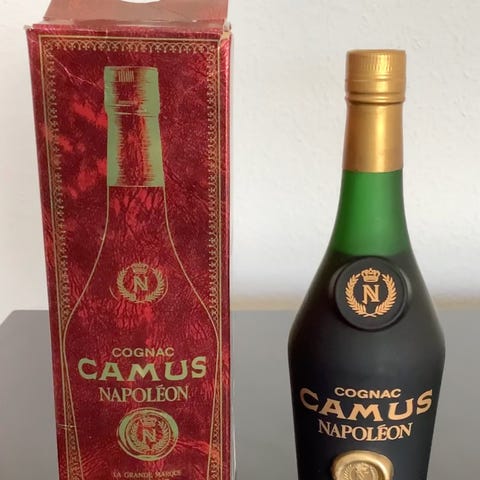 N
COGNAC
CAMUS
NAPOLÉON
N
LA GRANDE MARQUE
N
COGNAC
CAMUS
NAPOLÉON